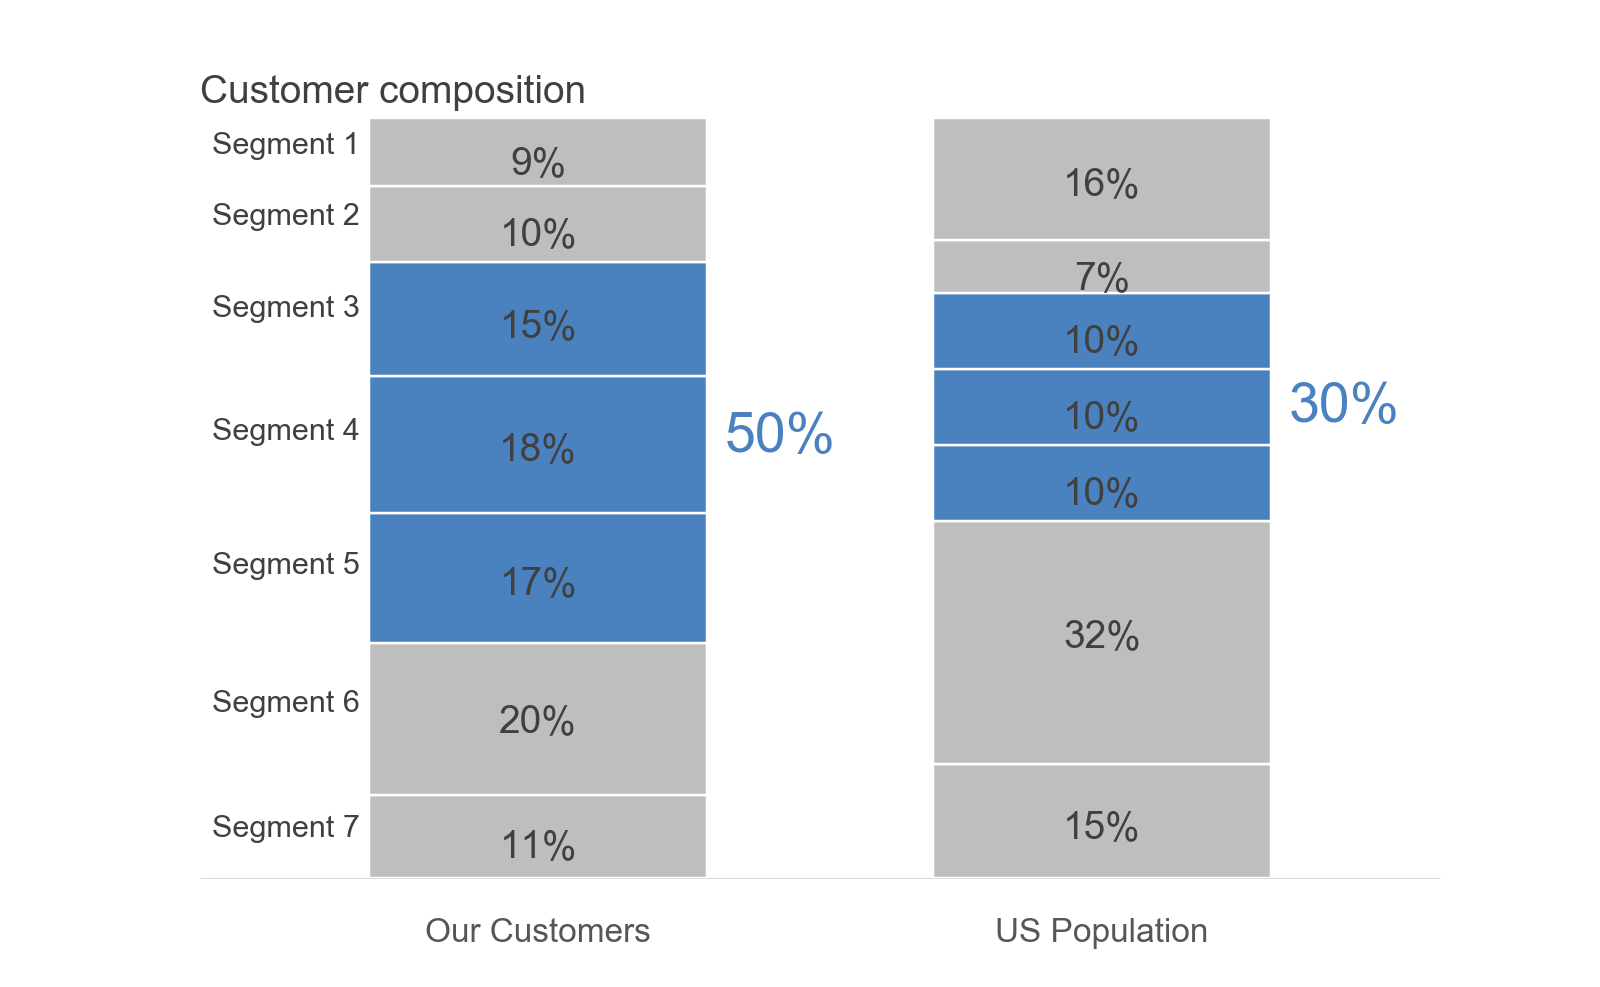 Customer composition
Segment 1
9%
16%
Segment 2
10%
7%
Segment 3
15%
10%
Segment 4
18%
50%
10%
30%
Segment 5
17%
10%
Segment 6
20%
32%
Segment 7
11%
15%
Our Customers
US Population